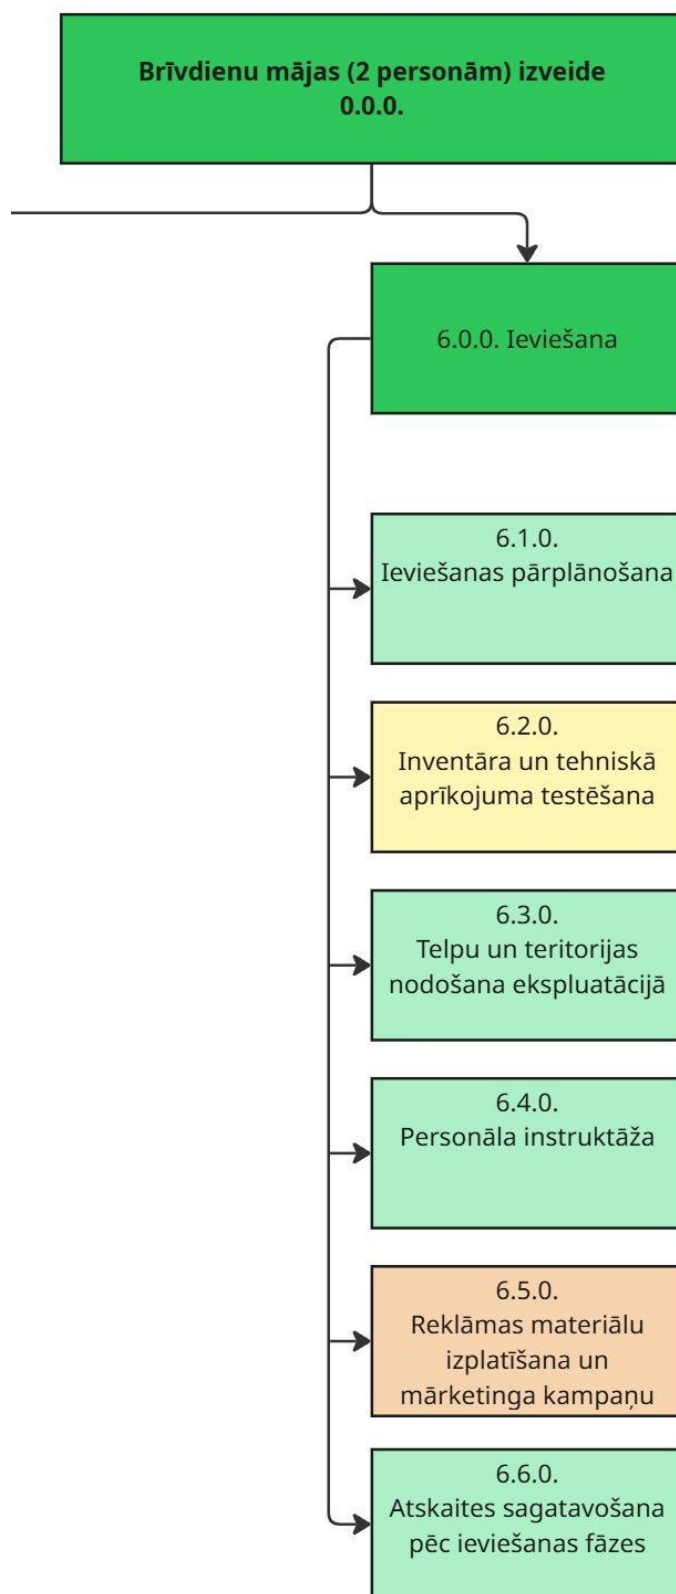 Brīvdienu mājas (2 personām) izveide
0.0.0.
6.0.0. Ieviešana
6.1.0.
Ieviešanas pārplānošana
6.2.0.
Inventāra un tehniskā
aprīkojuma testēšana
6.3.0.
Telpu un teritorijas
nodošana ekspluatācijā
6.4.0.
Personāla instruktāža
6.5.0.
Reklāmas materiālu
izplatīšana un
mārketinga kampaņu
6.6.0.
Atskaites sagatavošana
pēc ieviešanas fāzes